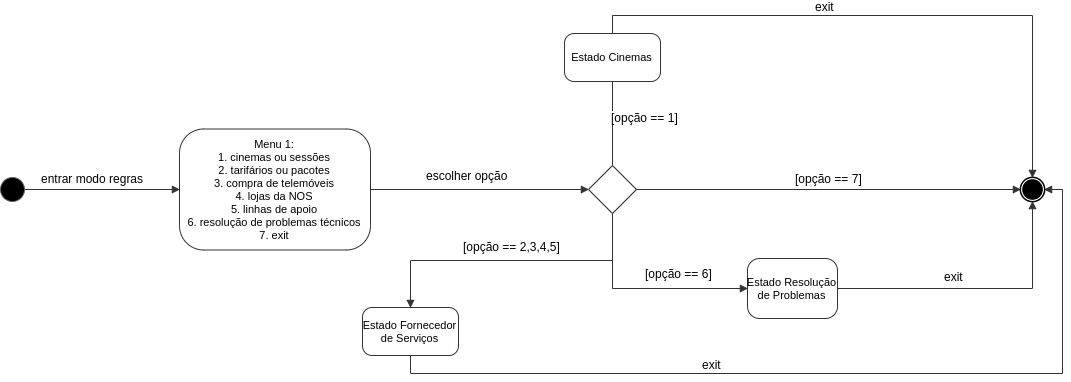 exit
Estado Cinemas
[opção == 1]
Menu 1:
1. cinemas ou sessões
2. tarifários ou pacotes
3. compra de telemóveis
4. lojas da NOS
5. linhas de apoio
6. resolução de problemas técnicos
7. exit
entrar modo regras
escolher opção
[opção == 7]
[opção == 2,3,4,5]
[opção == 6]
Estado Resolução
de Problemas
exit
Estado Fornecedor
de Serviços
exit